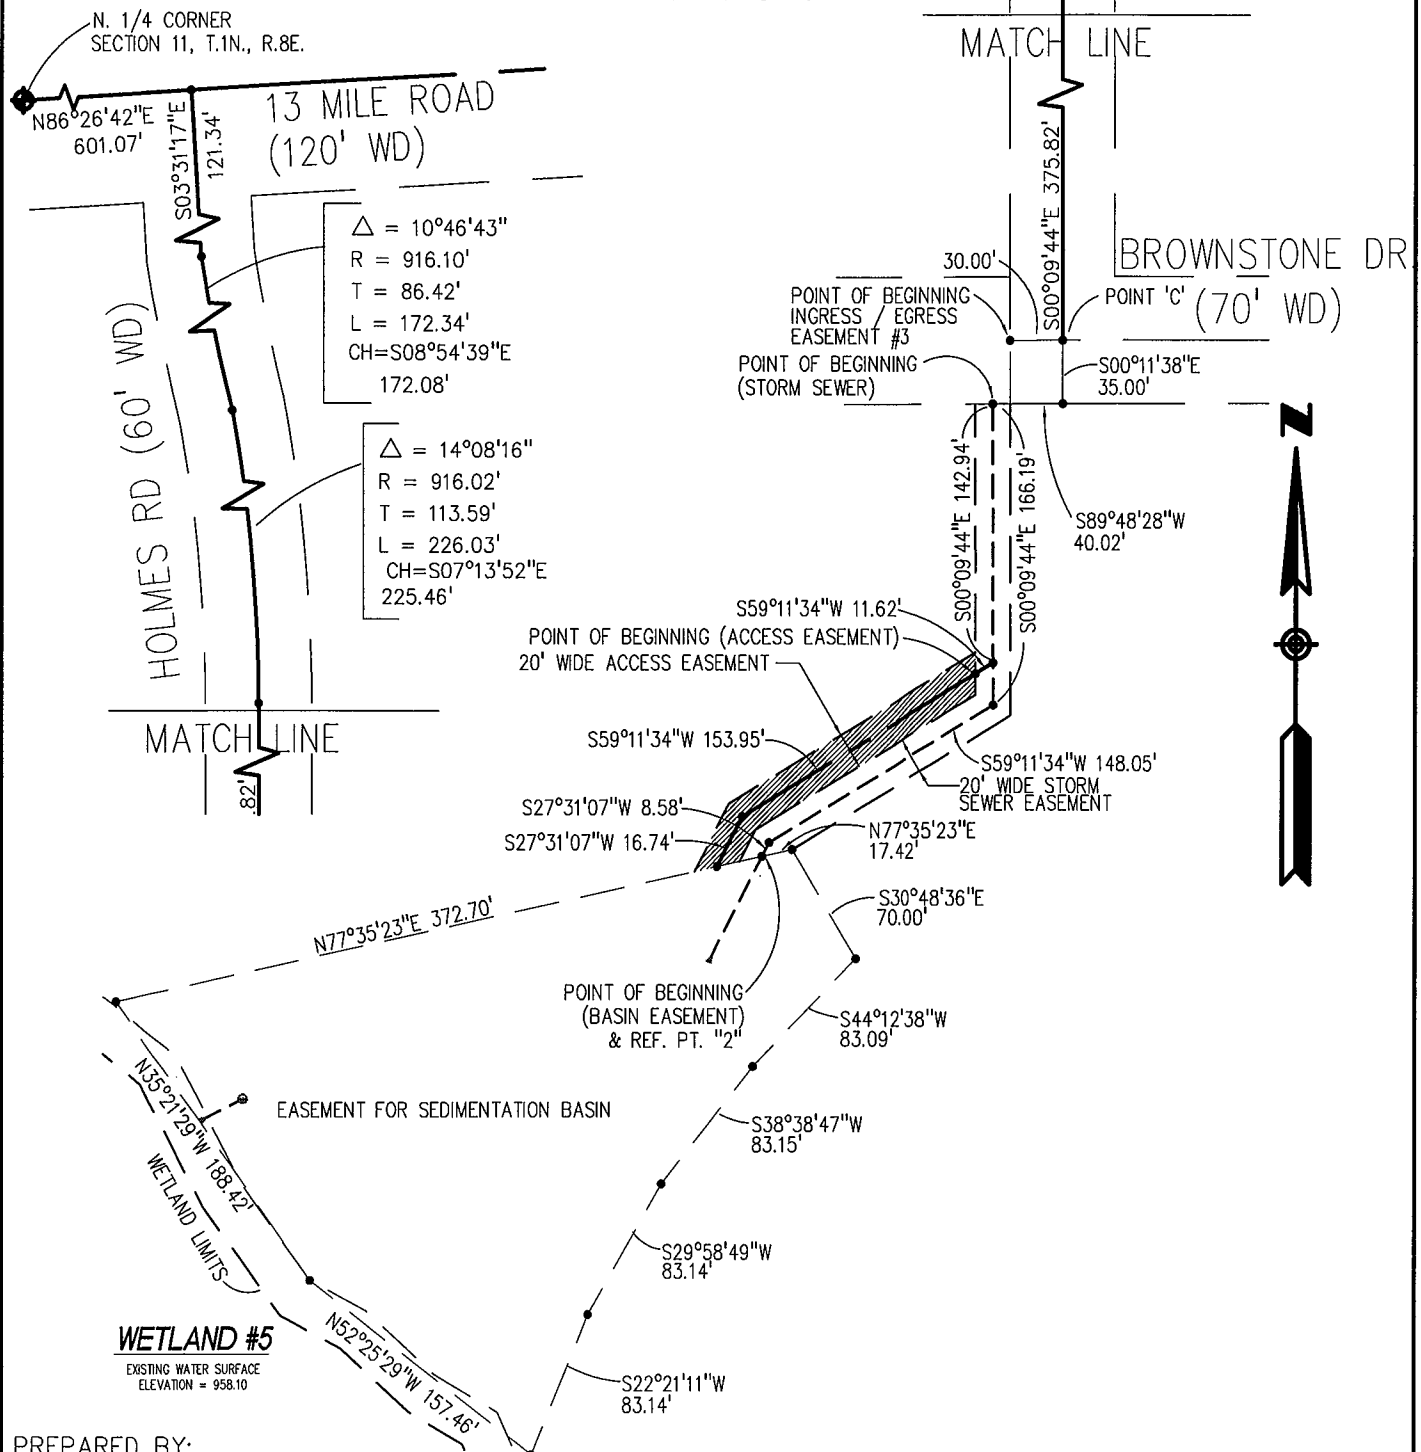 N. 1/4 CORNER
SECTION 11, T.1N., R.8E.
N86°26'42"E
601.07'
S03°31'17"E
121.34'
13 MILE ROAD
(120' WD)
△ = 10°46'43"
R = 916.10'
T = 86.42'
L = 172.34'
CH=S08°54'39"E
172.08'
△ = 14°08'16"
R = 916.02'
T = 113.59'
L = 226.03'
CH=S07°13'52"E
225.46'
HOLMES RD (60' WD)
MATCH LINE
.82'
MATCH LINE
S00°09'44"E 375.82'
BROWNSTONE DR
(70' WD)
30.00'
POINT OF BEGINNING
INGRESS / EGRESS
EASEMENT #3
POINT 'C'
POINT OF BEGINNING
(STORM SEWER)
S00°11'38"E
35.00'
N
S00°09'44"E 142.94'
S00°09'44"E 166.19'
S89°48'28"W
40.02'
S59°11'34"W 11.62'
POINT OF BEGINNING (ACCESS EASEMENT)
20' WIDE ACCESS EASEMENT
S59°11'34"W 153.95'
S59°11'34"W 148.05'
20' WIDE STORM
SEWER EASEMENT
S27°31'07"W 8.58'
S27°31'07"W 16.74'
N77°35'23"E
17.42'
S30°48'36"E
70.00'
N77°35'23"E 372.70'
POINT OF BEGINNING
(BASIN EASEMENT)
& REF. PT. "2"
S44°12'38"W
83.09'
N35°21'29"W 188.42'
EASEMENT FOR SEDIMENTATION BASIN
S38°38'47"W
83.15'
WETLAND LIMITS
S29°58'49"W
83.14'
WETLAND #5
EXISTING WATER SURFACE
ELEVATION = 958.10
N52°25'29"W 157.46'
S22°21'11"W
83.14'
PREPARED BY: